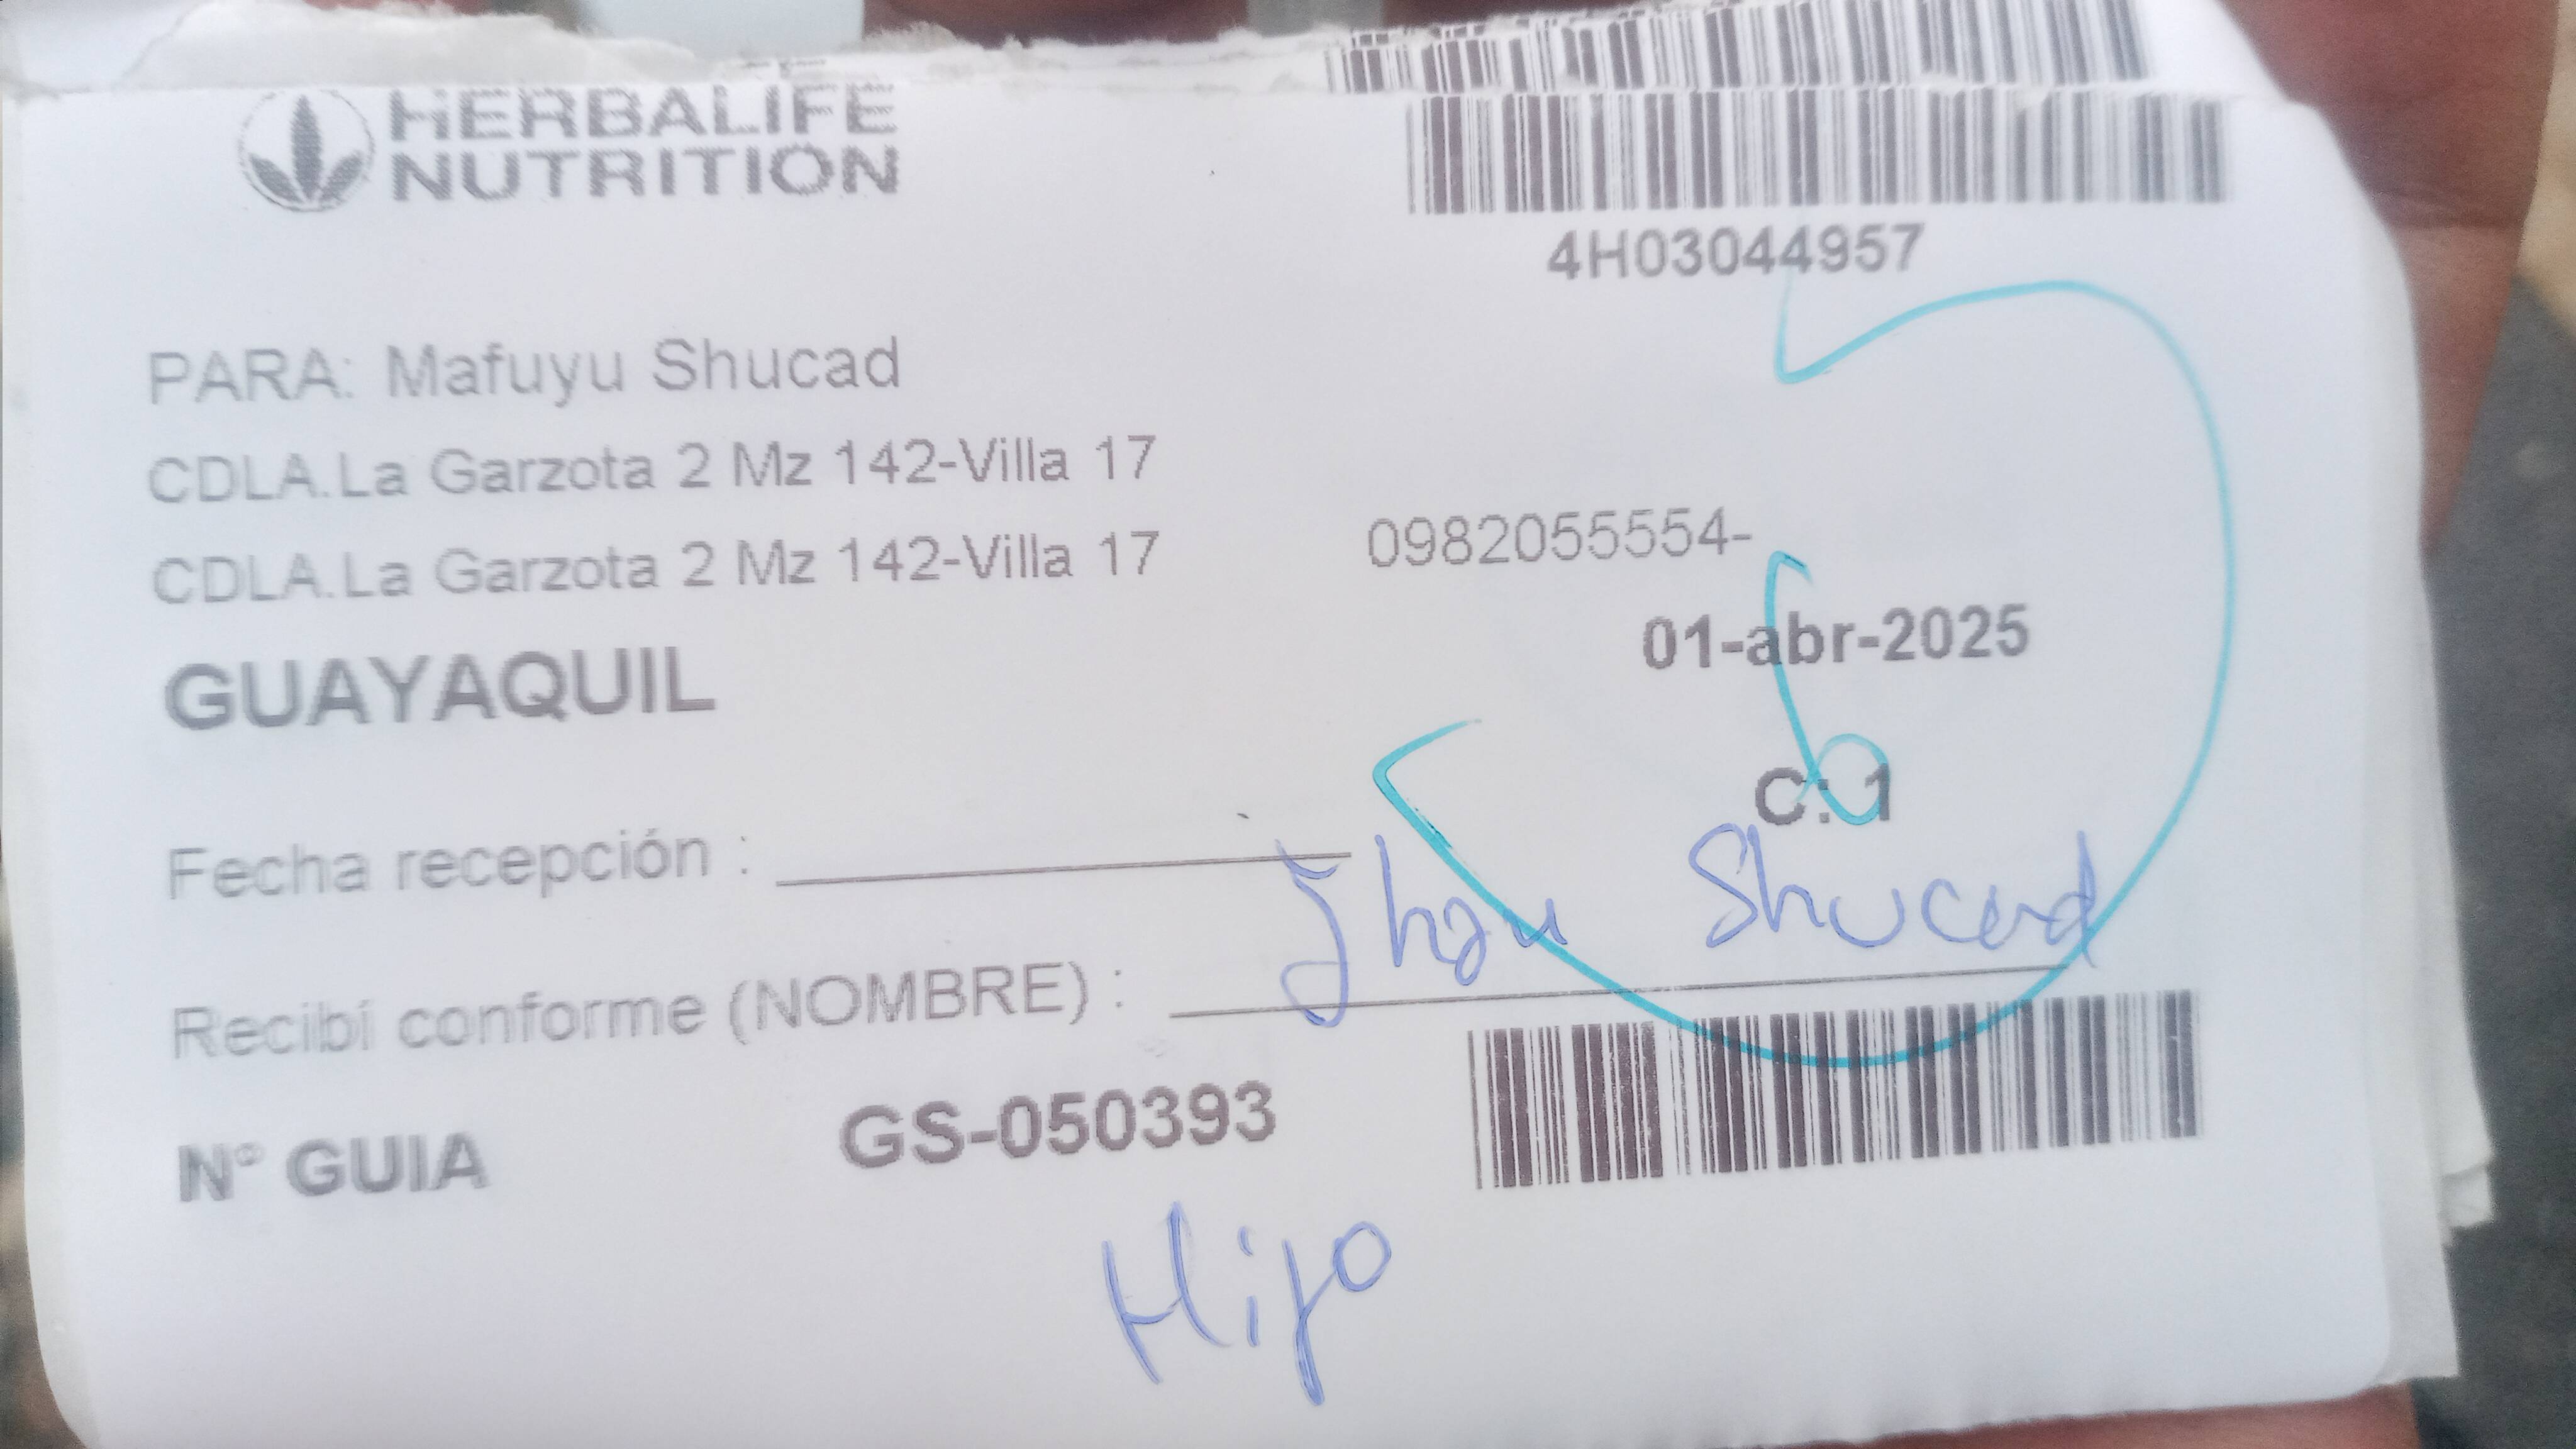 HERBALIFE
NUTRITION
4H03044957
PARA: Mafuyu Shucad
CDLA.La Garzota 2 Mz 142-Villa 17
CDLA.La Garzota 2 Mz 142-Villa 17
0982055554-
01-abr-2025
GUAYAQUIL
C: 1
Fecha recepción :
Recibí conforme (NOMBRE) : Shucad
N° GUIA GS-050393
Hijo